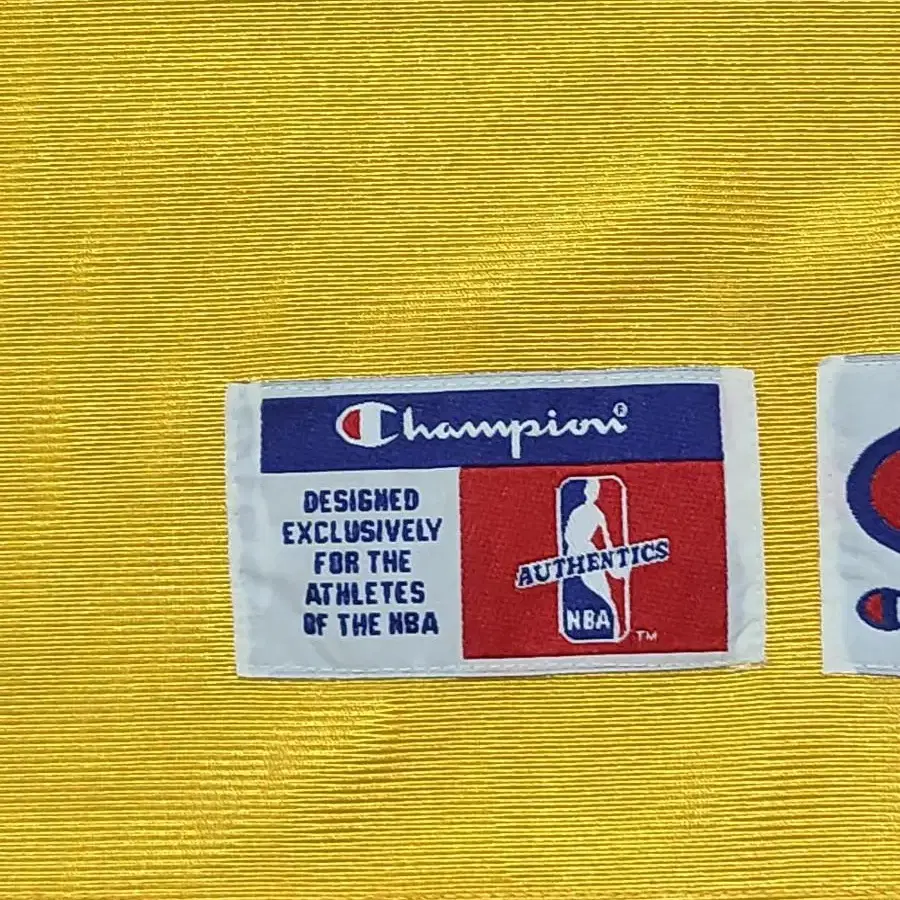 Champion®
DESIGNED
EXCLUSIVELY
FOR THE
ATHLETES
OF THE NBA
AUTHENTICS
NBA
TM